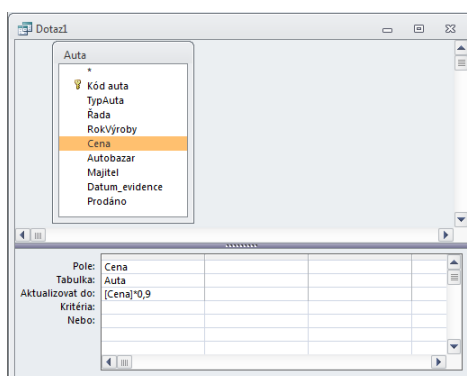 Dotaz1
Auta
*
Kód auta
TypAuta
Řada
RokVýroby
Cena
Autobazar
Majitel
Datum_evidence
Prodáno
Pole: Cena
Tabulka: Auta
Aktualizovat do: [Cena]*0,9
Kritéria:
Nebo: